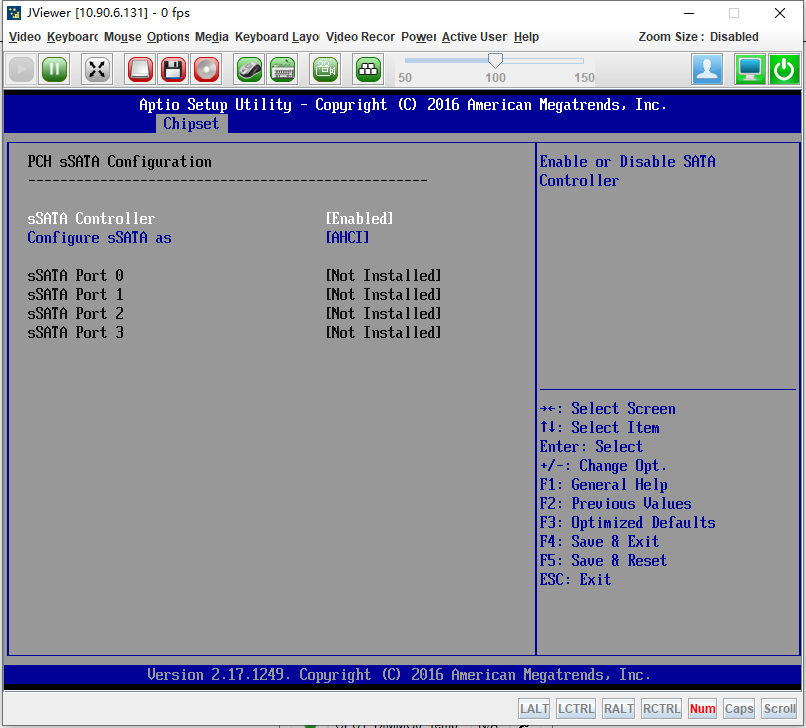 JViewer [10.90.6.131] - 0 fps
Video Keyboard Mouse Options Media Keyboard Layo Video Recor Power Active User Help Zoom Size : Disabled
50 100 150
Aptio Setup Utility - Copyright (C) 2016 American Megatrends, Inc.
Chipset
PCH sSATA Configuration
--------------------------------------------------
sSATA Controller [Enabled]
Configure sSATA as [AHCI]
sSATA Port 0 [Not Installed]
sSATA Port 1 [Not Installed]
sSATA Port 2 [Not Installed]
sSATA Port 3 [Not Installed]
Enable or Disable SATA
Controller
→←: Select Screen
↑↓: Select Item
Enter: Select
+/-: Change Opt.
F1: General Help
F2: Previous Values
F3: Optimized Defaults
F4: Save & Exit
F5: Save & Reset
ESC: Exit
Version 2.17.1249. Copyright (C) 2016 American Megatrends, Inc.
LALT LCTRL RALT RCTRL Num Caps Scroll